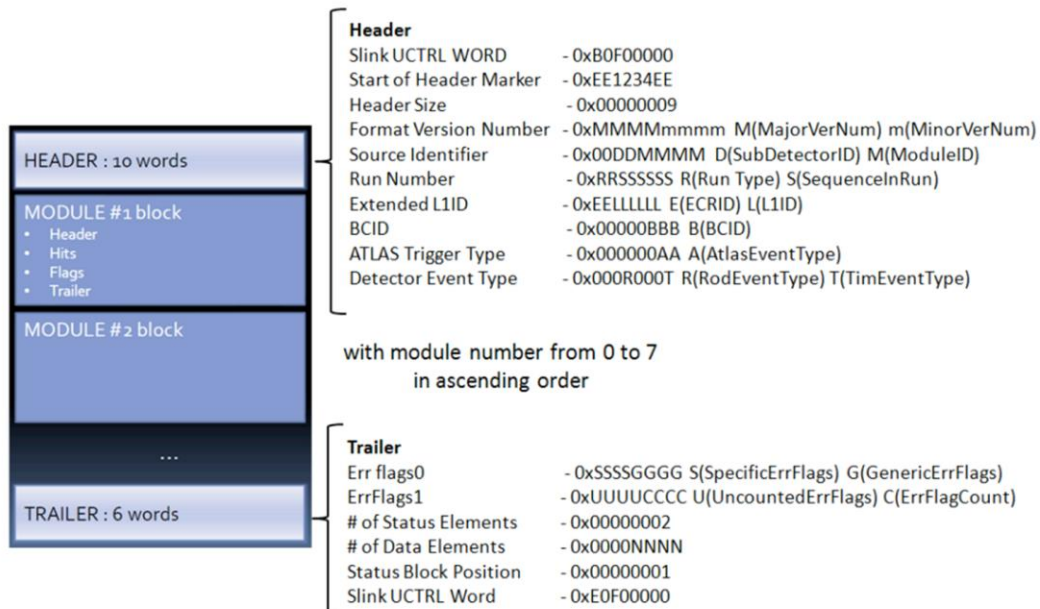 HEADER : 10 words
MODULE #1 block
• Header
• Hits
• Flags
• Trailer
MODULE #2 block
...
TRAILER : 6 words
Header
Slink UCTRL WORD - 0xB0F00000
Start of Header Marker - 0xEE1234EE
Header Size - 0x00000009
Format Version Number - 0xMMMMmmmm M(MajorVerNum) m(MinorVerNum)
Source Identifier - 0x00DDMMMM D(SubDetectorID) M(ModuleID)
Run Number - 0xRRSSSSSS R(Run Type) S(SequenceInRun)
Extended L1ID - 0xEELLLLLL E(ECRID) L(L1ID)
BCID - 0x00000BBB B(BCID)
ATLAS Trigger Type - 0x000000AA A(AtlasEventType)
Detector Event Type - 0x000R000T R(RodEventType) T(TimEventType)
with module number from 0 to 7
in ascending order
Trailer
Err flags0 - 0xSSSSGGGG S(SpecificErrFlags) G(GenericErrFlags)
ErrFlags1 - 0xUUUUCCCC U(UncountedErrFlags) C(ErrFlagCount)
# of Status Elements - 0x00000002
# of Data Elements - 0x0000NNNN
Status Block Position - 0x00000001
Slink UCTRL Word - 0xE0F00000